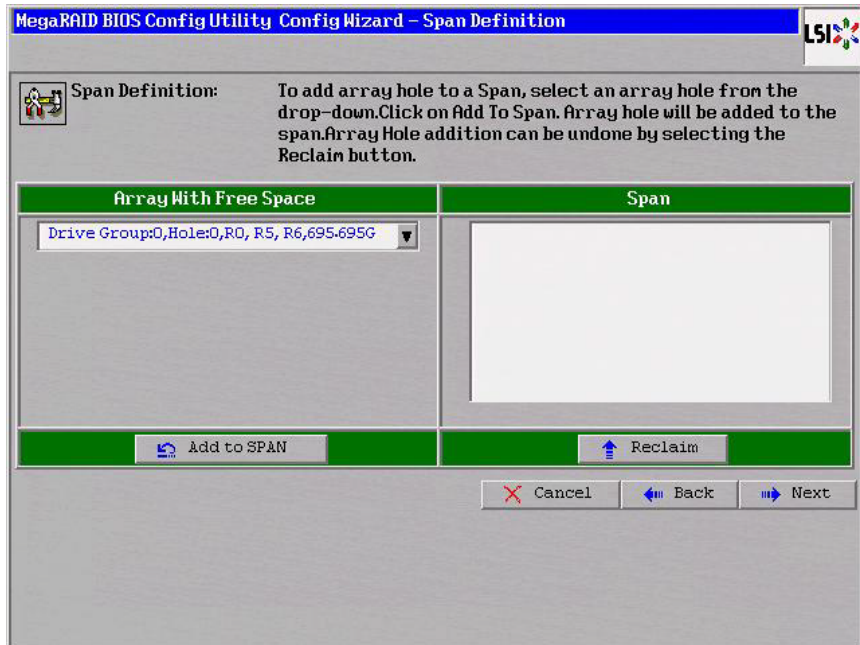 MegaRAID BIOS Config Utility Config Wizard – Span Definition
LSI
Span Definition:
To add array hole to a Span, select an array hole from the
drop-down.Click on Add To Span. Array hole will be added to the
span.Array Hole addition can be undone by selecting the
Reclaim button.
Array With Free Space
Span
Drive Group:0,Hole:0,R0, R5, R6,695.695G
Add to SPAN
Reclaim
Cancel
Back
Next